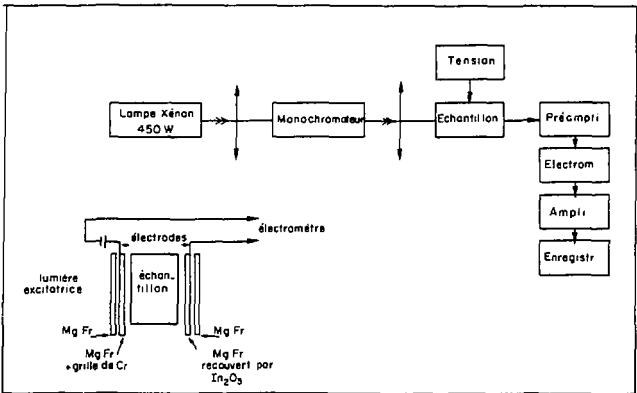 Tension
Lampe Xénon
450 W
Monochromateur
Echantillon
Préampli
Electrom
Ampli
Enregistr
électromètre
électrodes
lumière
excitatrice
échan-
tillon
Mg Fr
Mg Fr
Mg Fr
+ grille de Cr
Mg Fr
recouvert par
In₂O₃